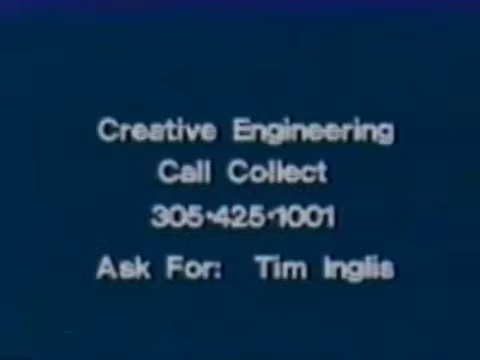 Creative Engineering
Call Collect
305•425•1001
Ask For: Tim Inglis